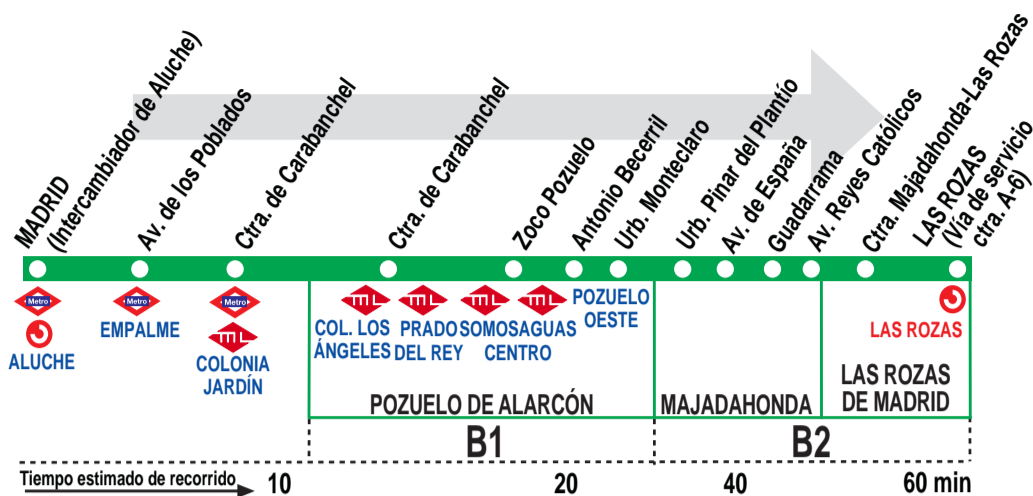 MADRID
(Intercambiador de Aluche)
Av. de los Poblados
Ctra. de Carabanchel
Ctra. de Carabanchel
Zoco Pozuelo
Antonio Becerril
Urb. Monteclaro
Urb. Pinar del Plantío
Av. de España
Guadarrama
Av. Reyes Católicos
Ctra. Majadahonda-Las Rozas
LAS ROZAS
(Vía de servicio
ctra. A-6)
Metro
ALUCHE
Metro
EMPALME
Metro
ML
COLONIA
JARDÍN
ML
COL. LOS
ÁNGELES
ML
PRADO
DEL REY
ML
ML
SOMOSAGUAS
CENTRO
POZUELO
OESTE
LAS ROZAS
POZUELO DE ALARCÓN
MAJADAHONDA
LAS ROZAS
DE MADRID
B1
B2
Tiempo estimado de recorrido
10
20
40
60 min